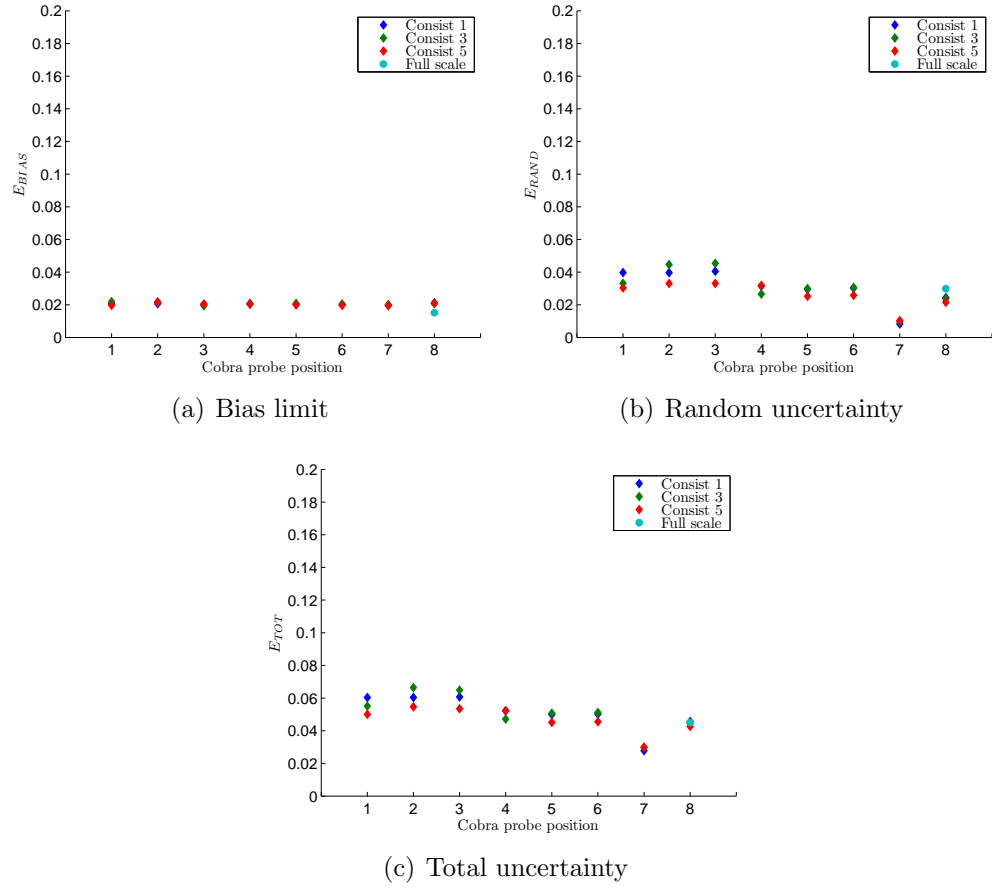 0.2
0.18
0.16
0.14
0.12
0.1
0.08
0.06
0.04
0.02
0
E_BIAS
1 2 3 4 5 6 7 8
Cobra probe position
Consist 1
Consist 3
Consist 5
Full scale
(a) Bias limit
0.2
0.18
0.16
0.14
0.12
0.1
0.08
0.06
0.04
0.02
0
E_RAND
1 2 3 4 5 6 7 8
Cobra probe position
Consist 1
Consist 3
Consist 5
Full scale
(b) Random uncertainty
0.2
0.18
0.16
0.14
0.12
0.1
0.08
0.06
0.04
0.02
0
E_TOT
1 2 3 4 5 6 7 8
Cobra probe position
Consist 1
Consist 3
Consist 5
Full scale
(c) Total uncertainty